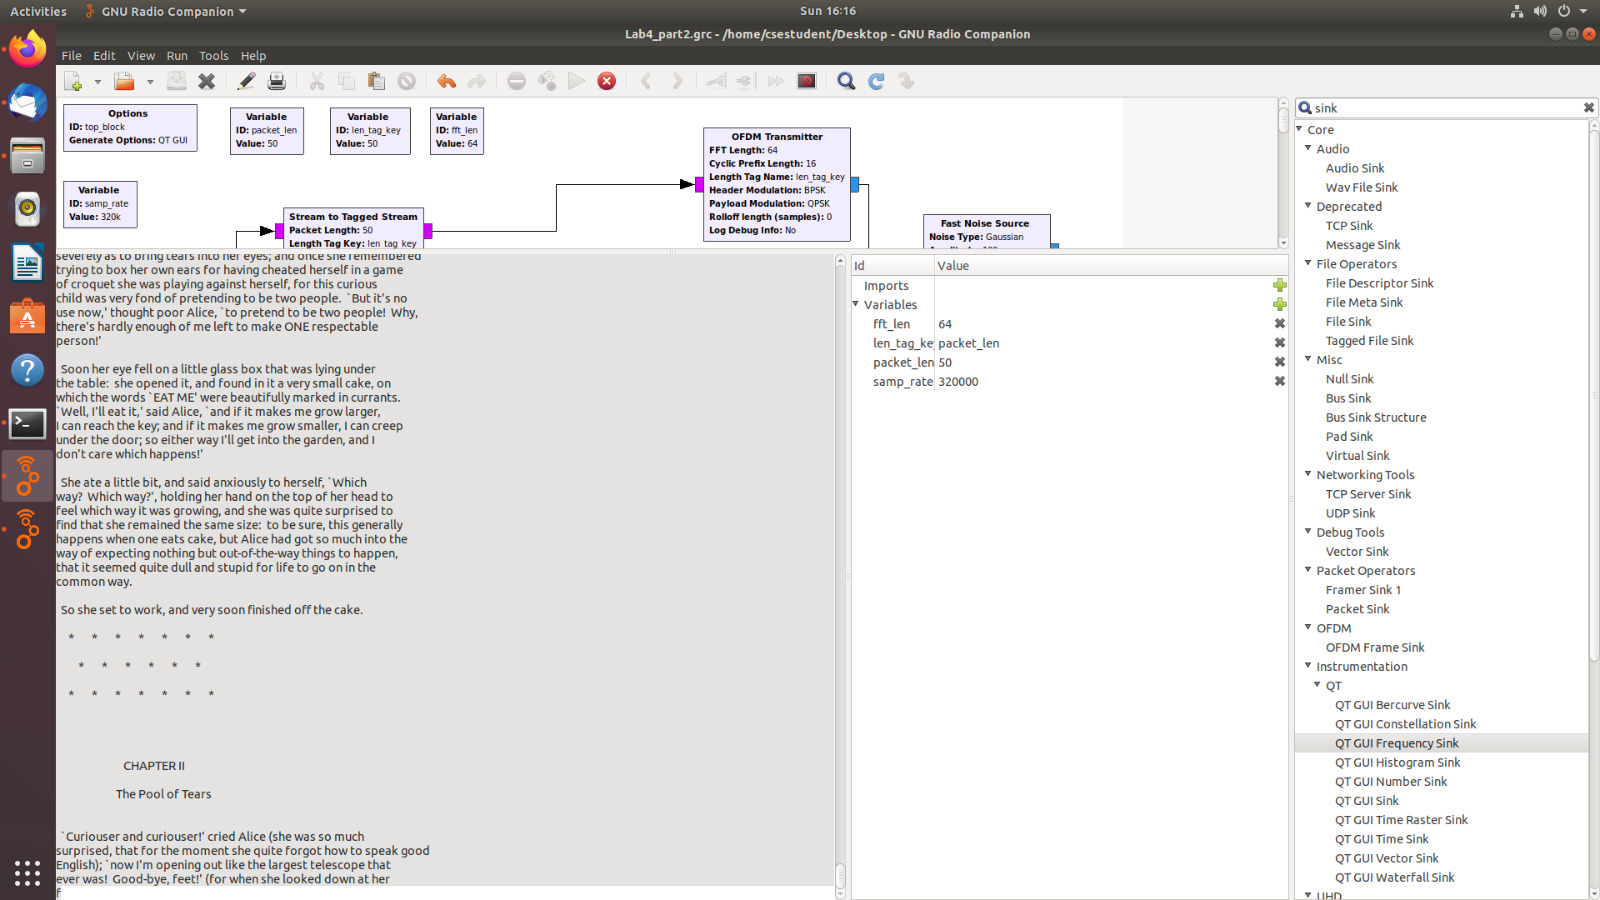 Activities
GNU Radio Companion
Sun 16:16
Lab4_part2.grc - /home/csestudent/Desktop - GNU Radio Companion
File Edit View Run Tools Help
Options
ID: top_block
Generate Options: QT GUI
Variable
ID: packet_len
Value: 50
Variable
ID: len_tag_key
Value: 50
Variable
ID: fft_len
Value: 64
Variable
ID: samp_rate
Value: 320k
Stream to Tagged Stream
Packet Length: 50
Length Tag Key: len_tag_key
OFDM Transmitter
FFT Length: 64
Cyclic Prefix Length: 16
Length Tag Name: len_tag_key
Header Modulation: BPSK
Payload Modulation: QPSK
Rolloff length (samples): 0
Log Debug Info: No
Fast Noise Source
Noise Type: Gaussian
severely as to bring tears into her eyes; and once she remembered
trying to box her own ears for having cheated herself in a game
of croquet she was playing against herself, for this curious
child was very fond of pretending to be two people. `But it's no
use now,' thought poor Alice, `to pretend to be two people! Why,
there's hardly enough of me left to make ONE respectable
person!'
Soon her eye fell on a little glass box that was lying under
the table: she opened it, and found in it a very small cake, on
which the words `EAT ME' were beautifully marked in currants.
`Well, I'll eat it,' said Alice, `and if it makes me grow larger,
I can reach the key; and if it makes me grow smaller, I can creep
under the door; so either way I'll get into the garden, and I
don't care which happens!'
She ate a little bit, and said anxiously to herself, `Which
way? Which way?', holding her hand on the top of her head to
feel which way it was growing, and she was quite surprised to
find that she remained the same size: to be sure, this generally
happens when one eats cake, but Alice had got so much into the
way of expecting nothing but out-of-the-way things to happen,
that it seemed quite dull and stupid for life to go on in the
common way.
So she set to work, and very soon finished off the cake.
* * * * * * *
* * * * * *
* * * * * * *
CHAPTER II
The Pool of Tears
`Curiouser and curiouser!' cried Alice (she was so much
surprised, that for the moment she quite forgot how to speak good
English); `now I'm opening out like the largest telescope that
ever was! Good-bye, feet!' (for when she looked down at her
f
Id Value
Imports
Variables
fft_len 64
len_tag_ke packet_len
packet_len 50
samp_rate 320000
sink
Core
Audio
Audio Sink
Wav File Sink
Deprecated
TCP Sink
Message Sink
File Operators
File Descriptor Sink
File Meta Sink
File Sink
Tagged File Sink
Misc
Null Sink
Bus Sink
Bus Sink Structure
Pad Sink
Virtual Sink
Networking Tools
TCP Server Sink
UDP Sink
Debug Tools
Vector Sink
Packet Operators
Framer Sink 1
Packet Sink
OFDM
OFDM Frame Sink
Instrumentation
QT
QT GUI Bercurve Sink
QT GUI Constellation Sink
QT GUI Frequency Sink
QT GUI Histogram Sink
QT GUI Number Sink
QT GUI Sink
QT GUI Time Raster Sink
QT GUI Time Sink
QT GUI Vector Sink
QT GUI Waterfall Sink
UHD